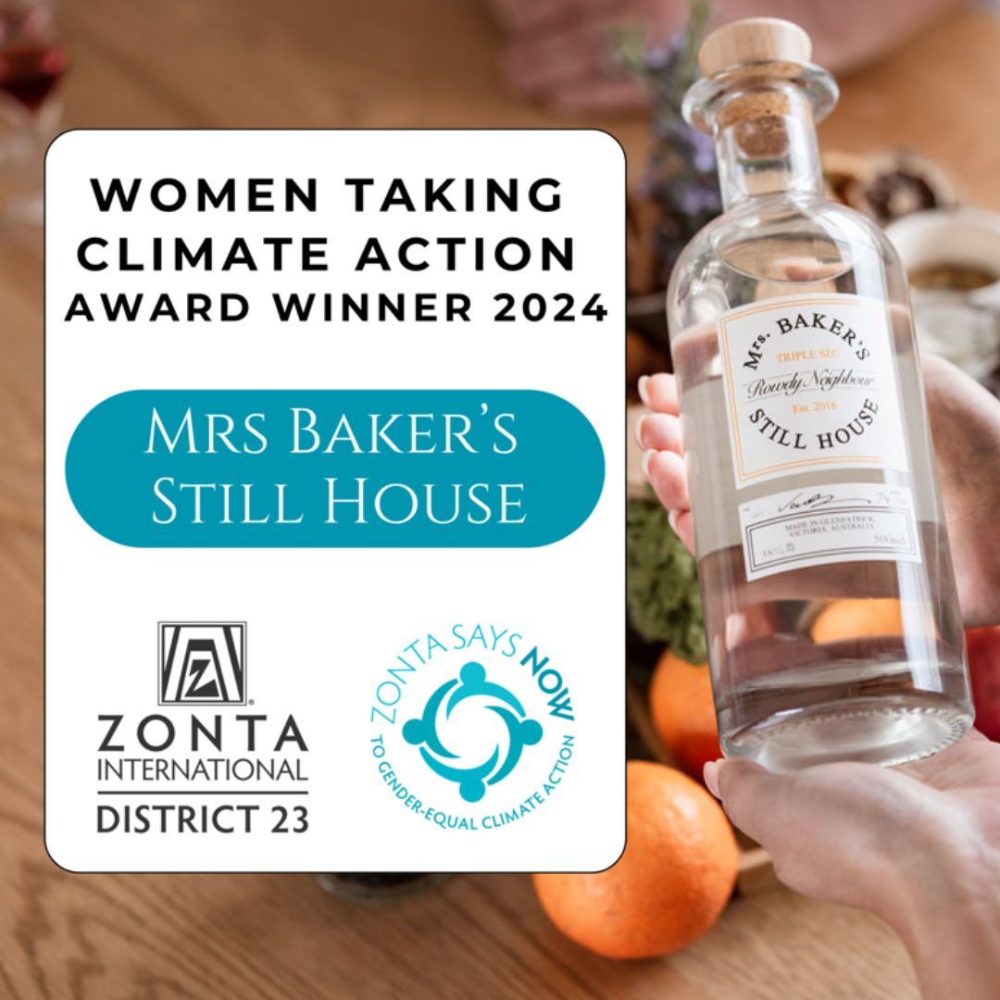 WOMEN TAKING
CLIMATE ACTION
AWARD WINNER 2024
MRS BAKER'S
STILL HOUSE
Z
ZONTA
INTERNATIONAL
DISTRICT 23
ZONTA SAYS NOW
TO GENDER-EQUAL CLIMATE ACTION
Mrs. BAKER'S
TRIPLE SEC
Rowdy Neighbour
Est. 2016
STILL HOUSE
MADE IN GLENPATRICK,
VICTORIA, AUSTRALIA
500ml